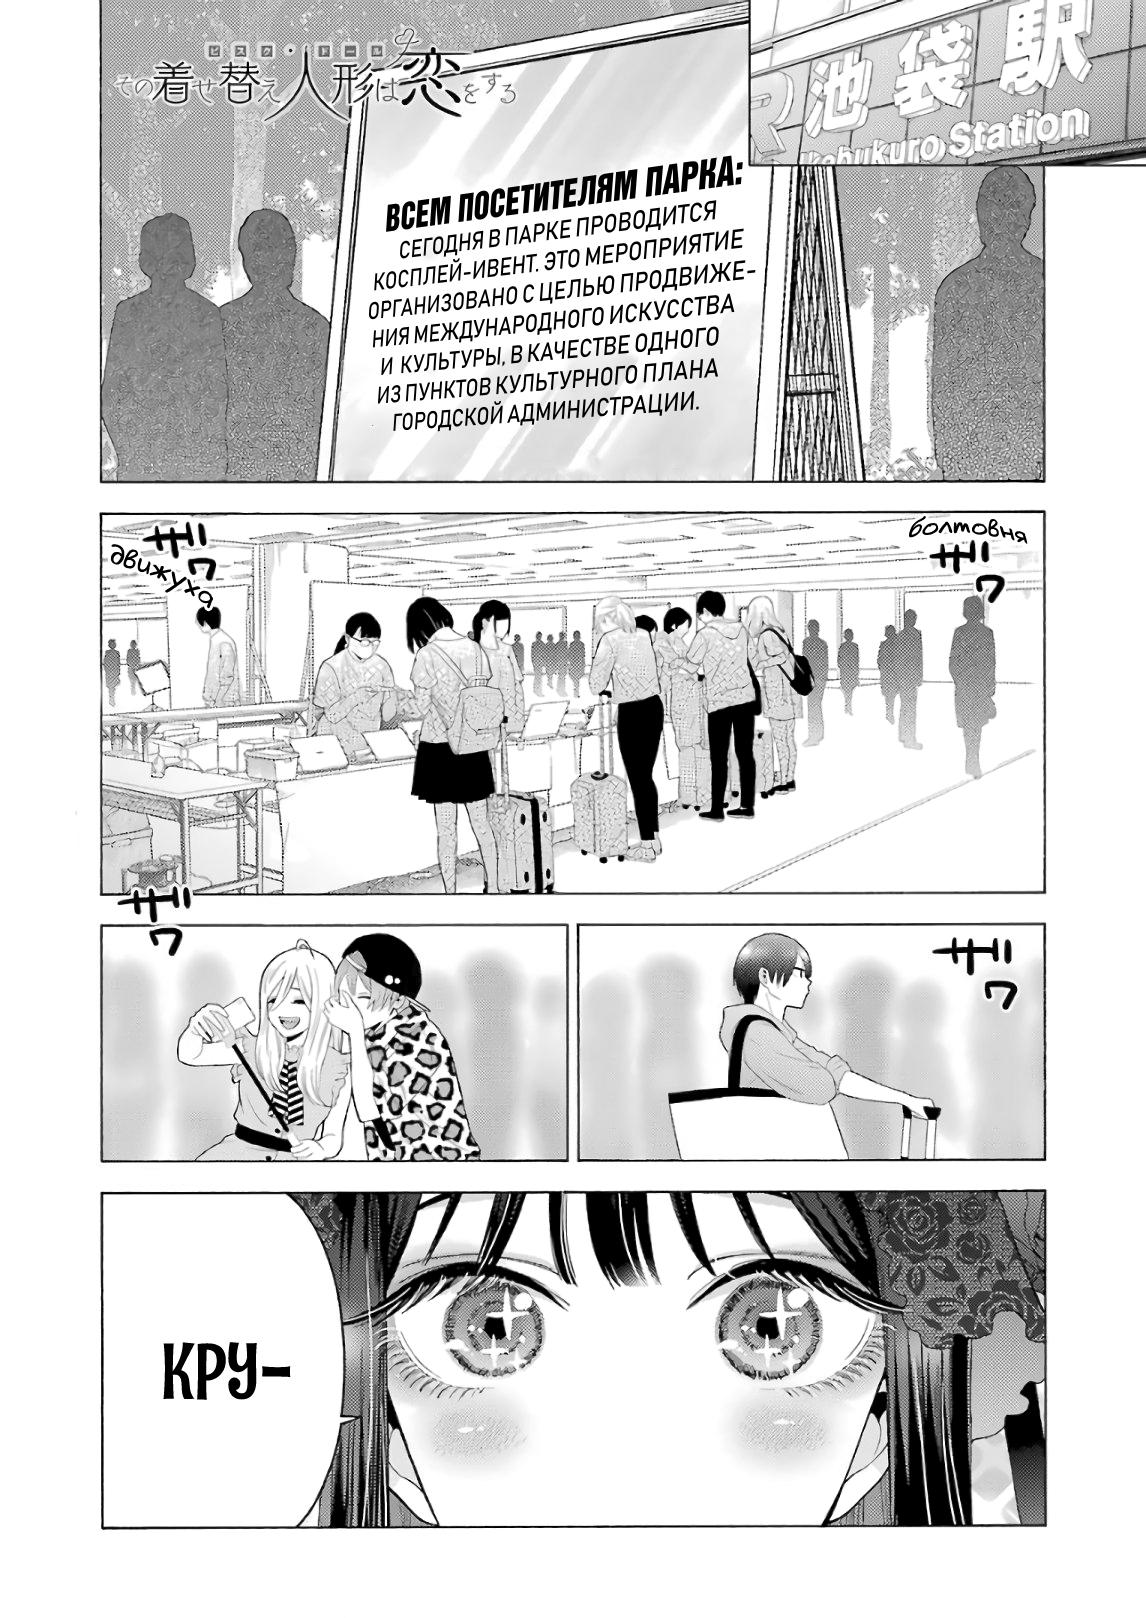 池袋駅
Ikebukuro Station
ビスク・ドール
その着せ替え人形は恋をする
ВСЕМ ПОСЕТИТЕЛЯМ ПАРКА:
СЕГОДНЯ В ПАРКЕ ПРОВОДИТСЯ
КОСПЛЕЙ-ИВЕНТ. ЭТО МЕРОПРИЯТИЕ
ОРГАНИЗОВАНО С ЦЕЛЬЮ ПРОДВИЖЕ-
НИЯ МЕЖДУНАРОДНОГО ИСКУССТВА
И КУЛЬТУРЫ, В КАЧЕСТВЕ ОДНОГО
ИЗ ПУНКТОВ КУЛЬТУРНОГО ПЛАНА
ГОРОДСКОЙ АДМИНИСТРАЦИИ.
болтовня
ザワ
движуха
ザワ
ザワ
ザワ
КРУ-